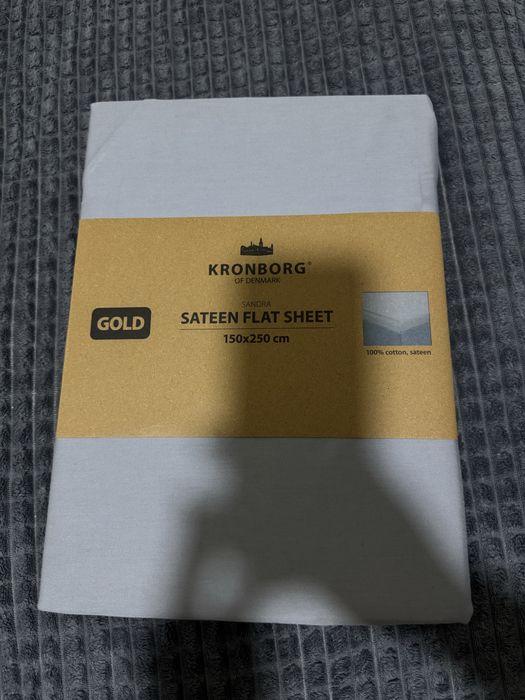 KRONBORG®
OF DENMARK
SANDRA
GOLD
SATEEN FLAT SHEET
150x250 cm
100% cotton, sateen